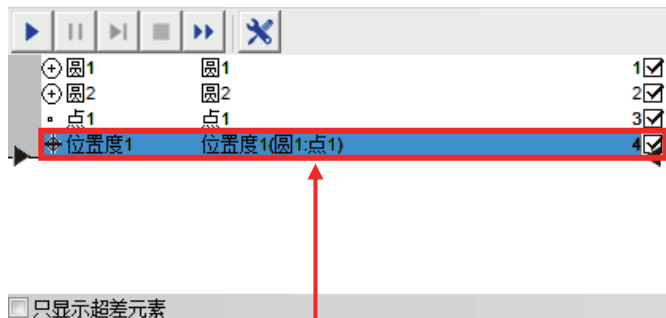 圆1 圆1 1
圆2 圆2 2
点1 点1 3
位置度1 位置度1(圆1:点1) 4
只显示超差元素